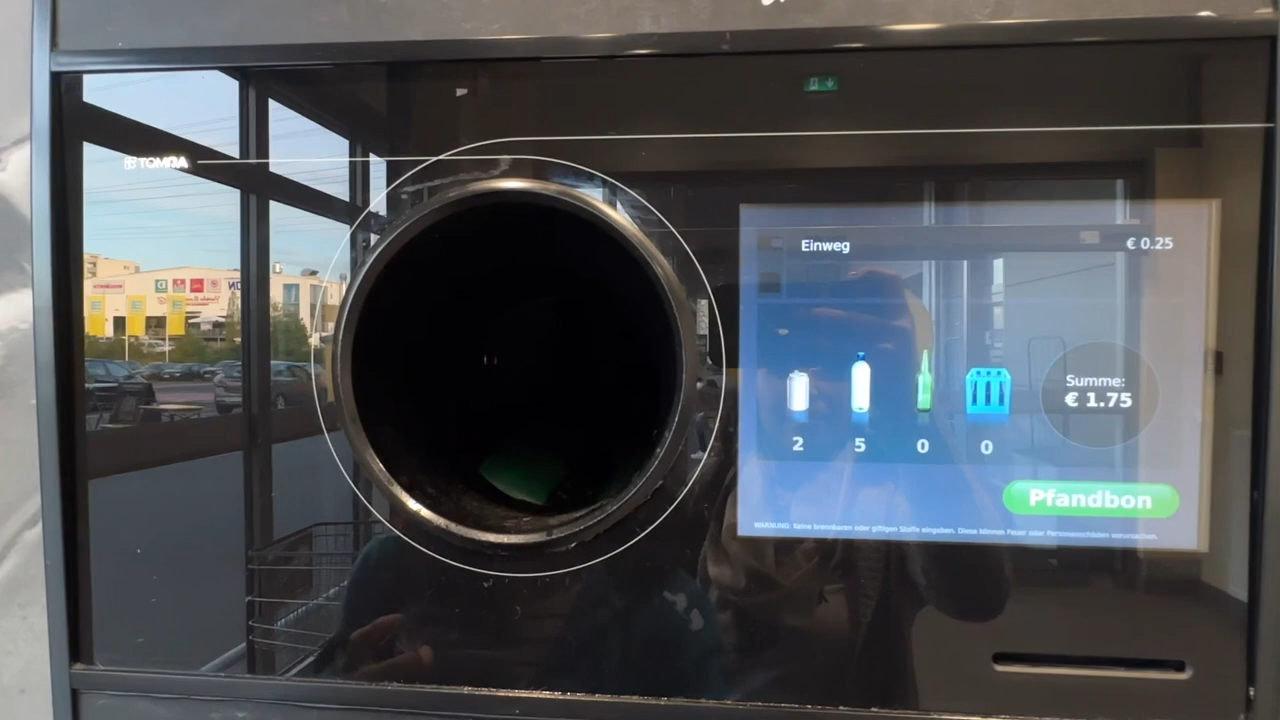 TOMRA
Einweg € 0.25
Summe:
€ 1.75
2 5 0 0
Pfandbon
WARNUNG: Keine brennbaren oder giftigen Stoffe eingeben. Diese können Feuer oder Personenschäden verursachen.